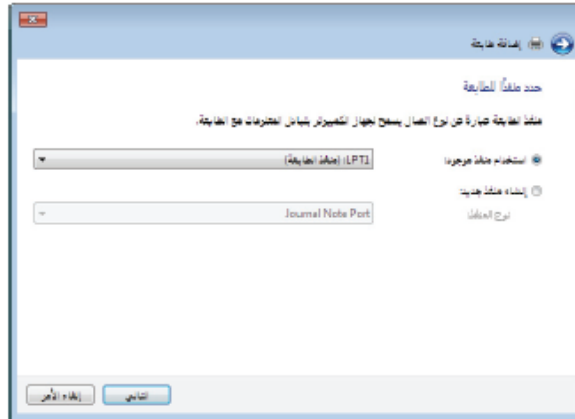 إضافة طابعة
حدد منفذًا للطابعة
منفذ الطابعة عبارة عن نوع اتصال يسمح لجهاز الكمبيوتر بتبادل المعلومات مع الطابعة.
استخدام منفذ موجود: LPT1: (منفذ الطابعة)
إنشاء منفذ جديد:
نوع المنفذ: Journal Note Port
التالي إلغاء الأمر